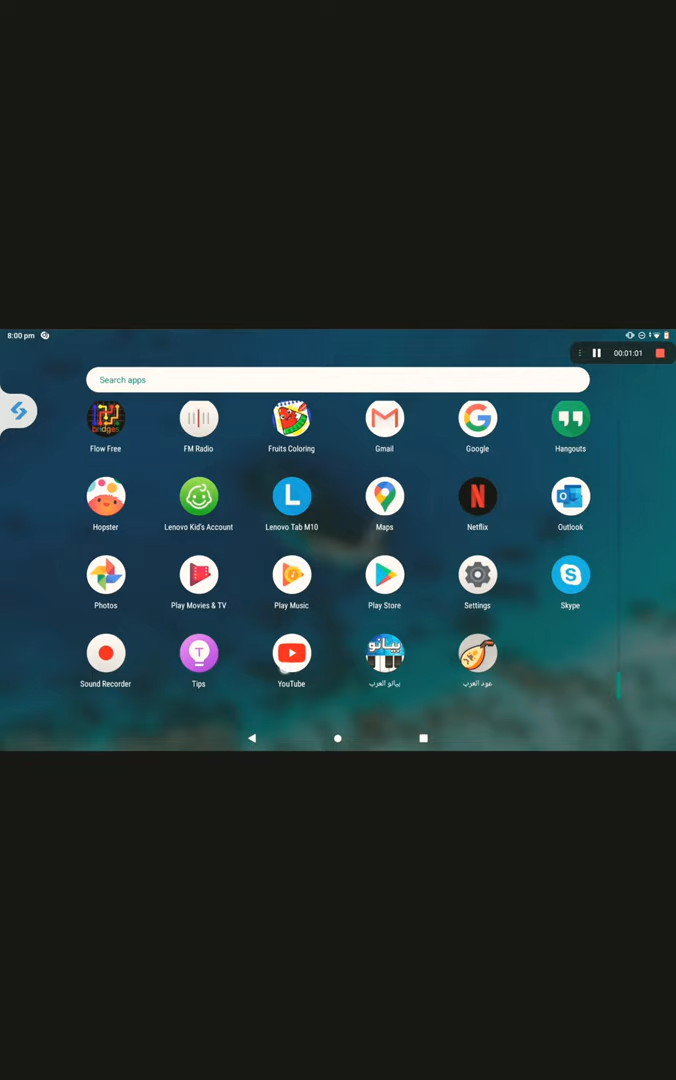 8:00 pm
00:01:01
Search apps
bridges
Flow Free
FM Radio
Fruits Coloring
Gmail
Google
Hangouts
Hopster
Lenovo Kid's Account
Lenovo Tab M10
Maps
Netflix
Outlook
Photos
Play Movies & TV
Play Music
Play Store
Settings
Skype
بيانو
Sound Recorder
Tips
YouTube
بيانو العرب
عود العرب